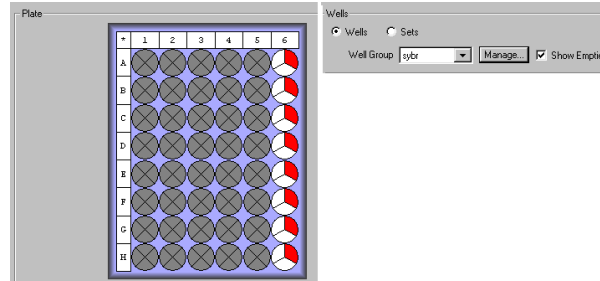 Plate
* 1 2 3 4 5 6
A
B
C
D
E
F
G
H
Wells
Wells Sets
Well Group sybr Manage... Show Emptie